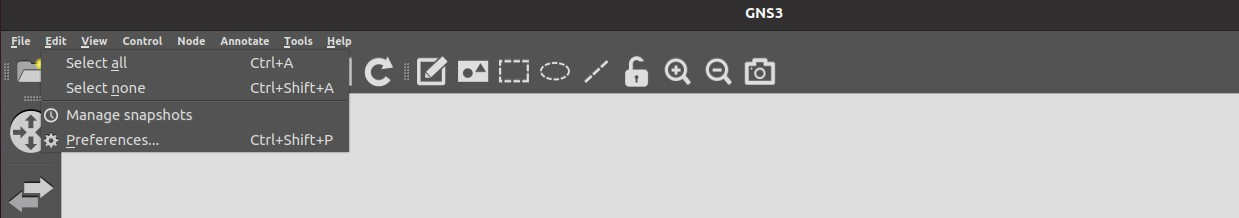 GNS3
File Edit View Control Node Annotate Tools Help
Select all Ctrl+A
Select none Ctrl+Shift+A
Manage snapshots
Preferences... Ctrl+Shift+P